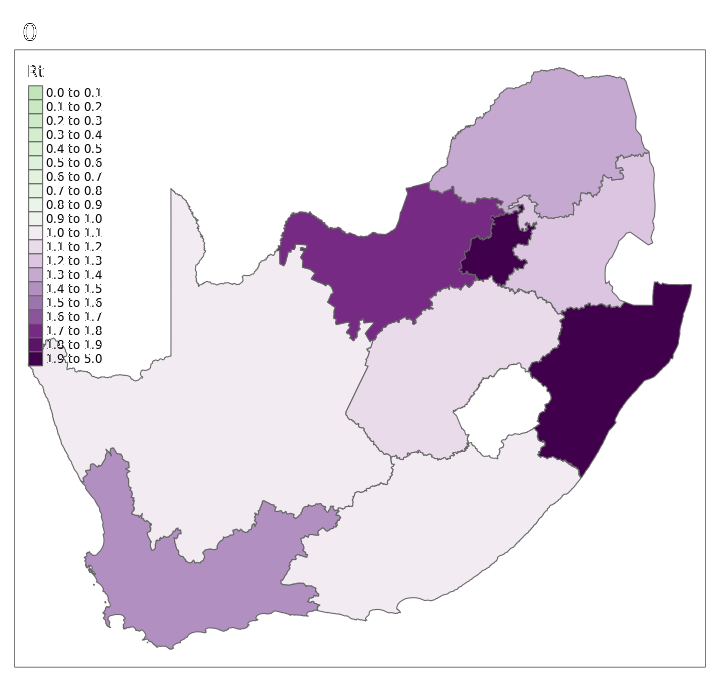 0
Rt
0.0 to 0.1
0.1 to 0.2
0.2 to 0.3
0.3 to 0.4
0.4 to 0.5
0.5 to 0.6
0.6 to 0.7
0.7 to 0.8
0.8 to 0.9
0.9 to 1.0
1.0 to 1.1
1.1 to 1.2
1.2 to 1.3
1.3 to 1.4
1.4 to 1.5
1.5 to 1.6
1.6 to 1.7
1.7 to 1.8
1.8 to 1.9
1.9 to 5.0